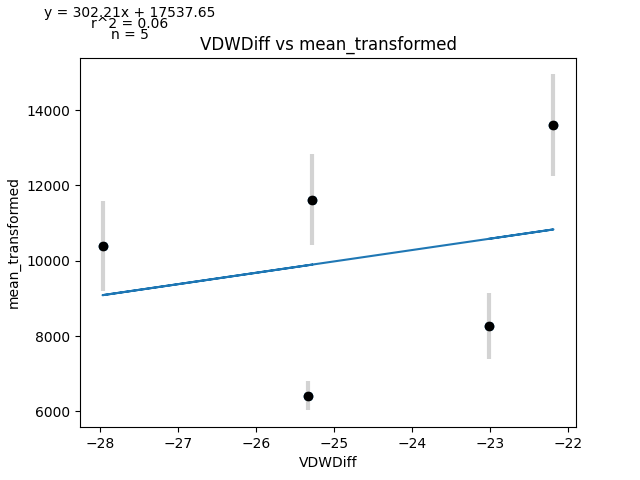 y = 302.21x + 17537.65
r^2 = 0.06
n = 5
VDWDiff vs mean_transformed
14000
12000
10000
8000
6000
mean_transformed
−28
−27
−26
−25
−24
−23
−22
VDWDiff